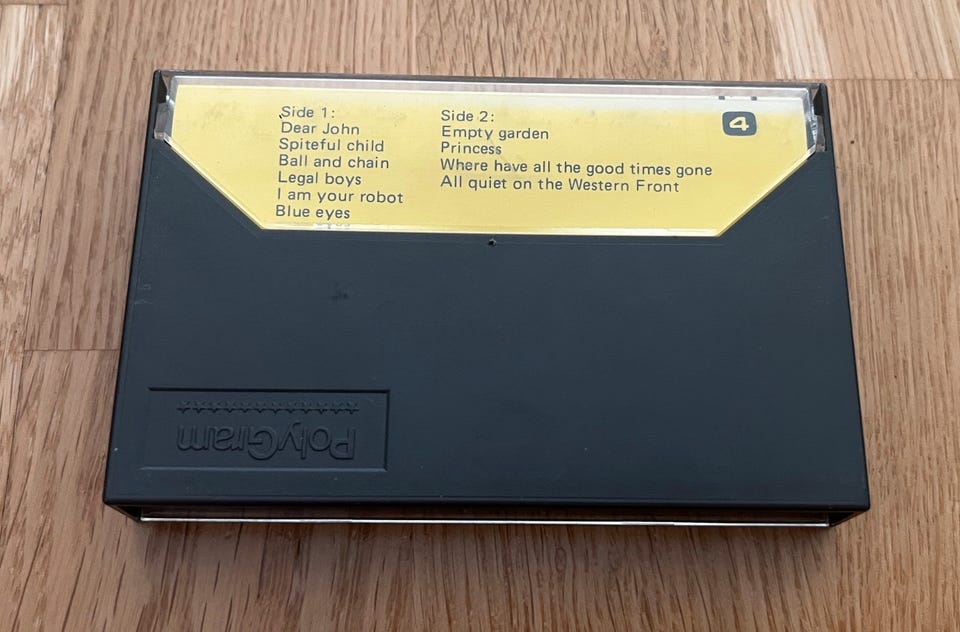 Side 1:
Dear John
Spiteful child
Ball and chain
Legal boys
I am your robot
Blue eyes
Side 2:
Empty garden
Princess
Where have all the good times gone
All quiet on the Western Front
4
PolyGram